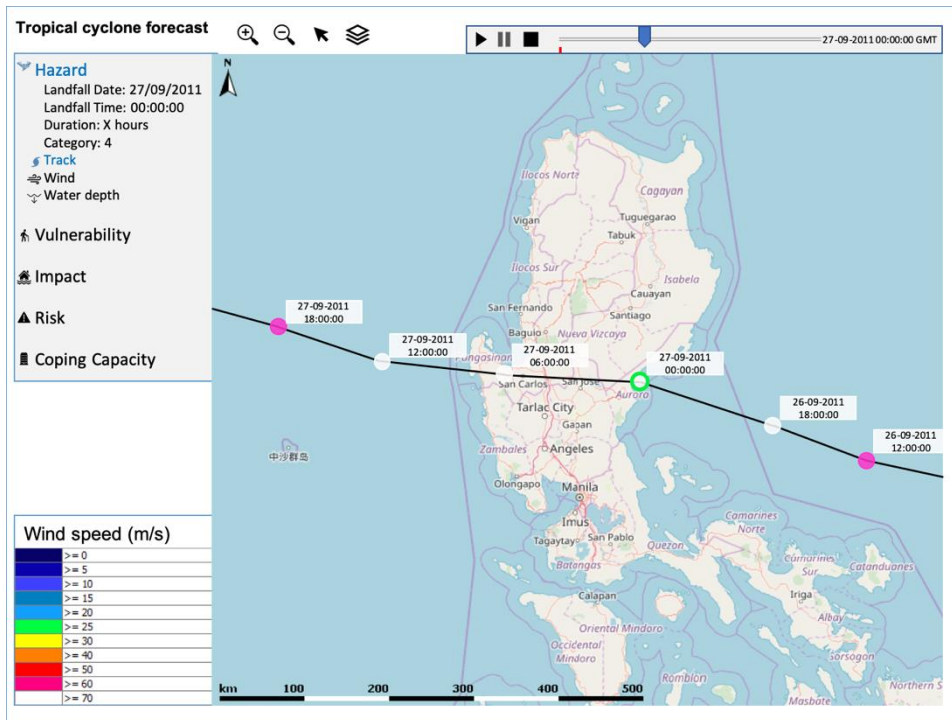 Tropical cyclone forecast
27-09-2011 00:00:00 GMT
Hazard
Landfall Date: 27/09/2011
Landfall Time: 00:00:00
Duration: X hours
Category: 4
Track
Wind
Water depth
Vulnerability
Impact
Risk
Coping Capacity
N
Ilocos Norte
Cagayan
Vigan
Tuguegarao
Tabuk
Ilocos Sur
Isabela
Cauayan
San Fernando
Santiago
Baguio
Nueva Vizcaya
27-09-2011
18:00:00
27-09-2011
12:00:00
Pangasinan
27-09-2011
06:00:00
27-09-2011
00:00:00
San Carlos
San Jose
Aurora
26-09-2011
18:00:00
26-09-2011
12:00:00
Tarlac City
Gapan
中沙群岛
Zambales
Angeles
Olongapo
Manila
Imus
Tagaytay
San Pablo
Quezon
Batangas
Camarines
Norte
Camarines
Sur
Catanduanes
Calapan
Iriga
Oriental Mindoro
Albay
Occidental
Mindoro
Sorsogon
Romblon
Masbate
Northern S
Wind speed (m/s)
>= 0
>= 5
>= 10
>= 15
>= 20
>= 25
>= 30
>= 40
>= 50
>= 60
>= 70
km 100 200 300 400 500